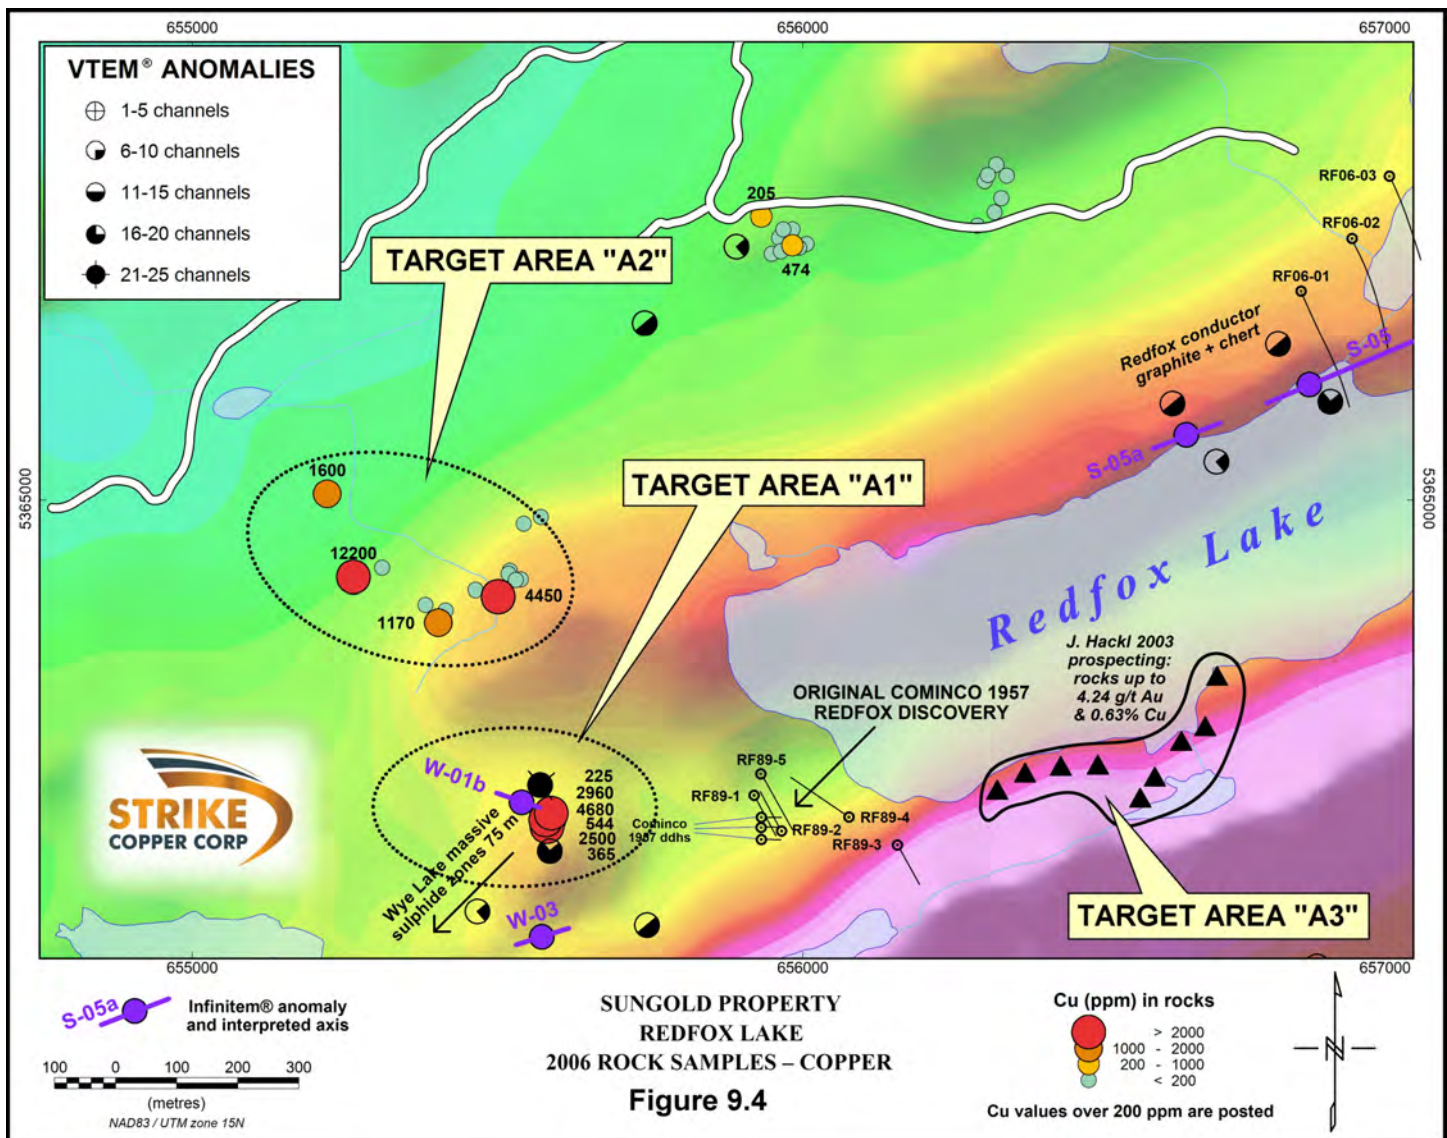 655000
656000
657000
VTEM® ANOMALIES
1-5 channels
6-10 channels
11-15 channels
16-20 channels
21-25 channels
TARGET AREA "A2"
205
474
RF06-03
RF06-02
RF06-01
Redfox conductor
graphite + chert
S-05
S-05a
5365000
5365000
1600
12200
1170
4450
TARGET AREA "A1"
Redfox Lake
J. Hackl 2003
prospecting:
rocks up to
4.24 g/t Au
& 0.63% Cu
ORIGINAL COMINCO 1957
REDFOX DISCOVERY
STRIKE
COPPER CORP
W-01b
225
2960
4680
544
2500
365
Wye Lake massive
sulphide zones 75 m
W-03
RF89-5
RF89-1
Cominco
1957 ddhs
RF89-2
RF89-4
RF89-3
TARGET AREA "A3"
655000
656000
657000
S-05a
Infinitem® anomaly
and interpreted axis
100 0 100 200 300
(metres)
NAD83 / UTM zone 15N
SUNGOLD PROPERTY
REDFOX LAKE
2006 ROCK SAMPLES – COPPER
Figure 9.4
Cu (ppm) in rocks
> 2000
1000 - 2000
200 - 1000
< 200
Cu values over 200 ppm are posted
N